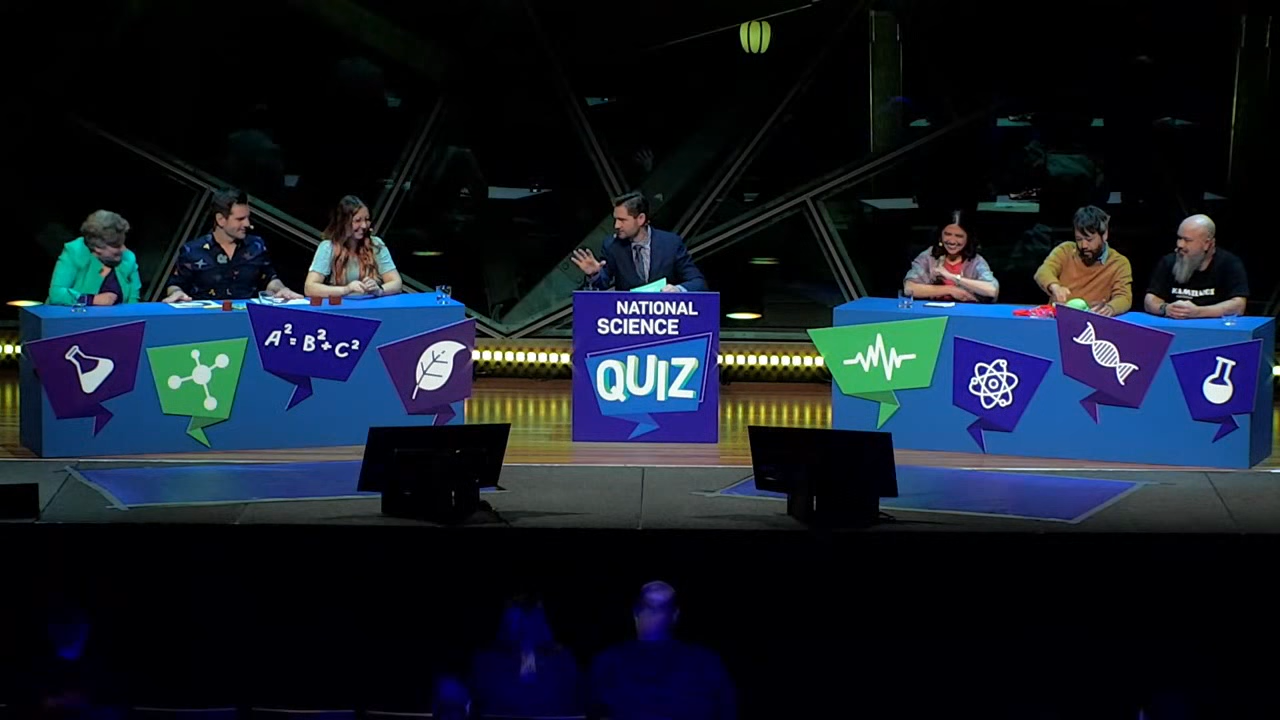 A² = B² + C²
NATIONAL
SCIENCE
QUIZ